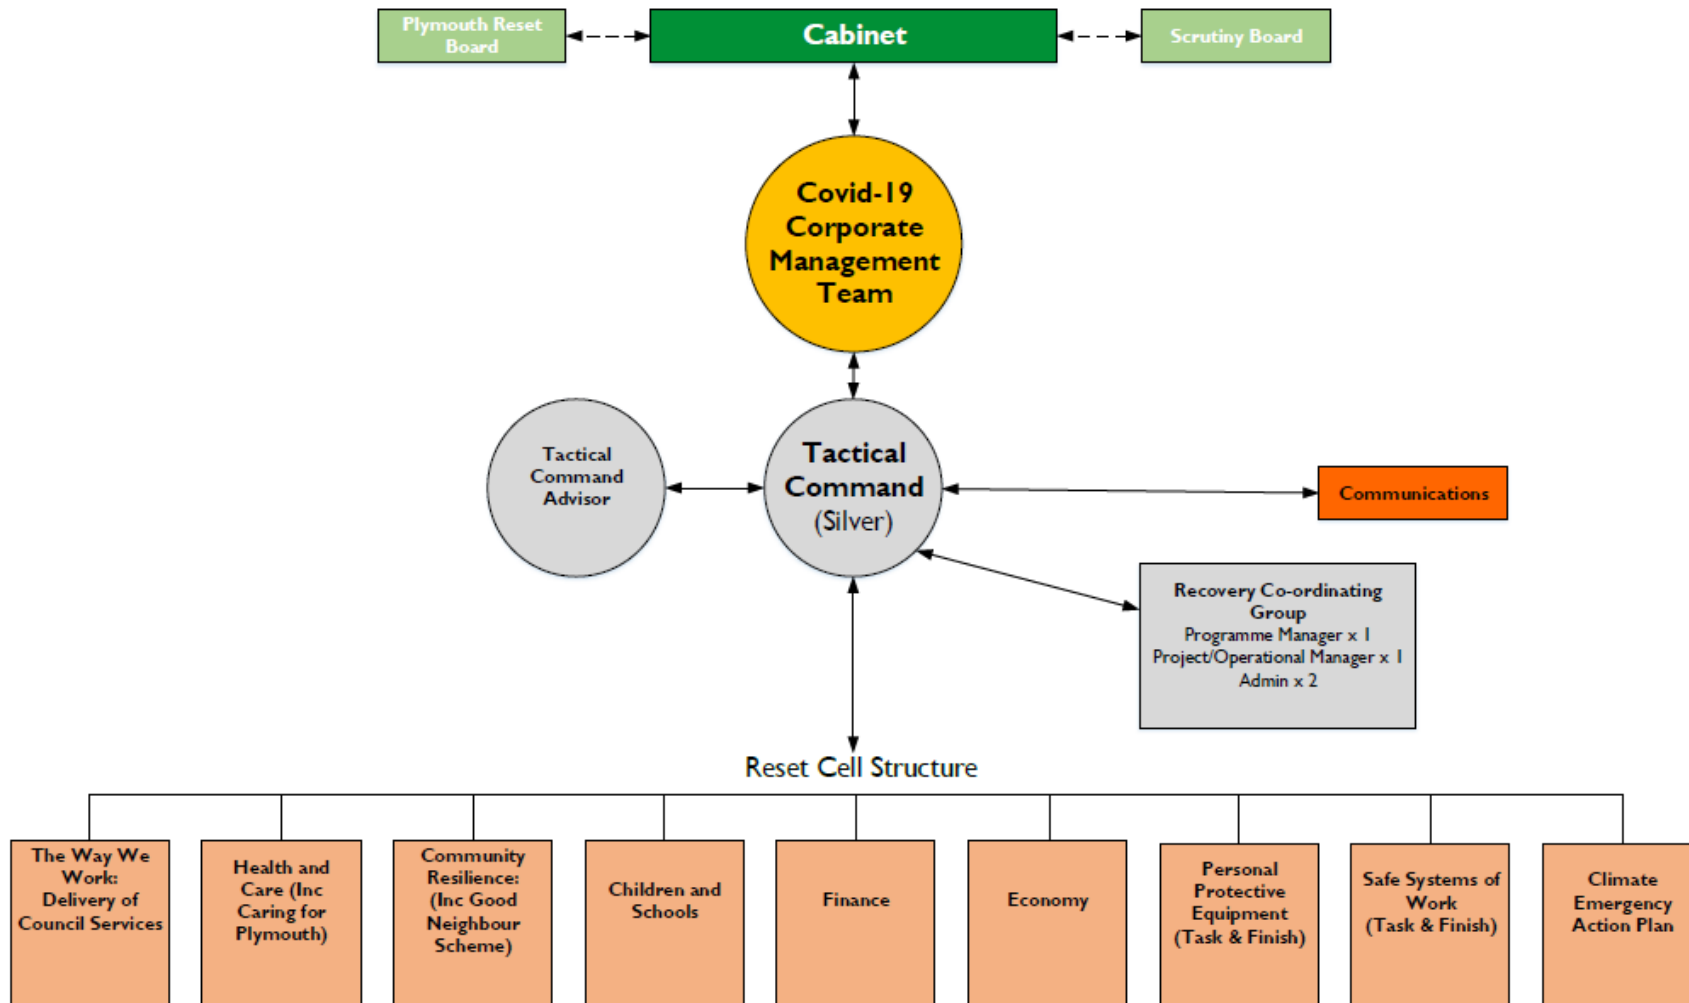 Plymouth Reset
Board
Cabinet
Scrutiny Board
Covid-19
Corporate
Management
Team
Tactical
Command
Advisor
Tactical
Command
(Silver)
Communications
Recovery Co-ordinating
Group
Programme Manager x 1
Project/Operational Manager x 1
Admin x 2
Reset Cell Structure
The Way We
Work:
Delivery of
Council Services
Health and
Care (Inc
Caring for
Plymouth)
Community
Resilience:
(Inc Good
Neighbour
Scheme)
Children and
Schools
Finance
Economy
Personal
Protective
Equipment
(Task & Finish)
Safe Systems of
Work
(Task & Finish)
Climate
Emergency
Action Plan